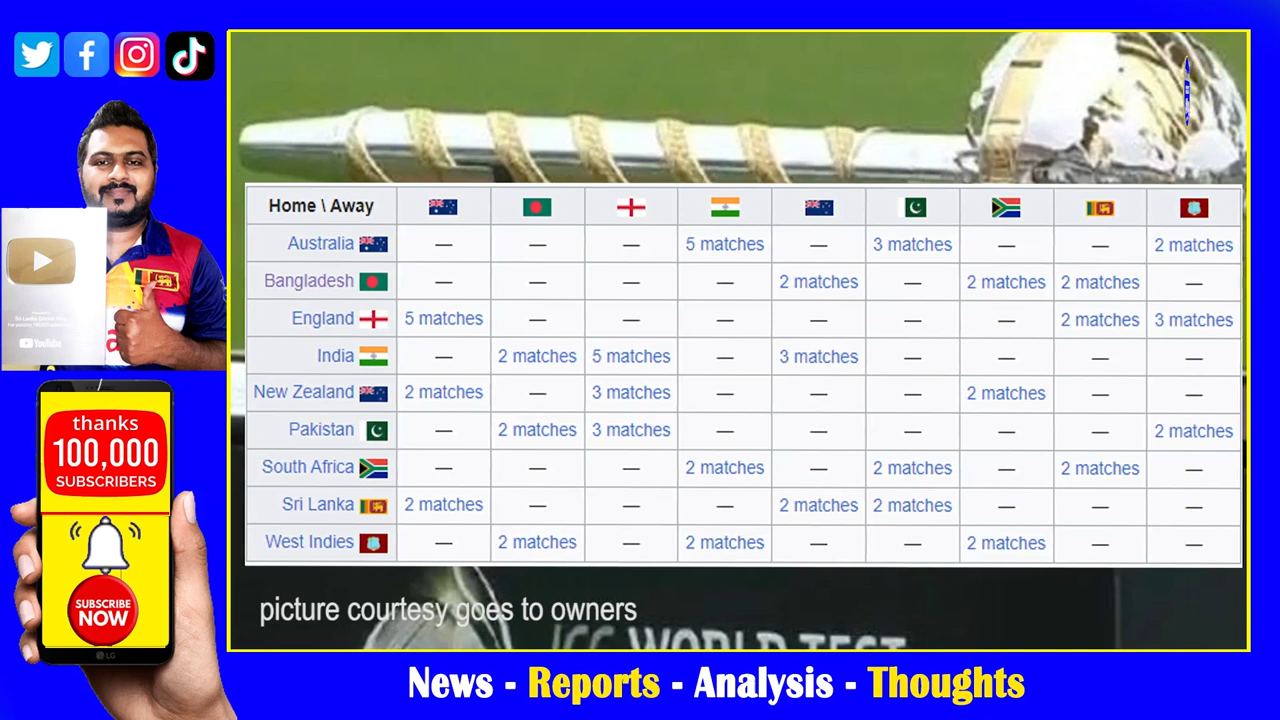 Home \ Away
Australia — — — 5 matches — 3 matches — — 2 matches
Bangladesh — — — — 2 matches — 2 matches 2 matches —
England 5 matches — — — — — — 2 matches 3 matches
India — 2 matches 5 matches — 3 matches — — — —
New Zealand 2 matches — 3 matches — — — 2 matches — —
Pakistan — 2 matches 3 matches — — — — — 2 matches
South Africa — — — 2 matches — 2 matches — 2 matches —
Sri Lanka 2 matches — — — 2 matches 2 matches — — —
West Indies — 2 matches — 2 matches — — 2 matches — —
YouTube
thanks
100,000
SUBSCRIBERS
SUBSCRIBE
NOW
LG
picture courtesy goes to owners
ICC WORLD TEST
News - Reports - Analysis - Thoughts